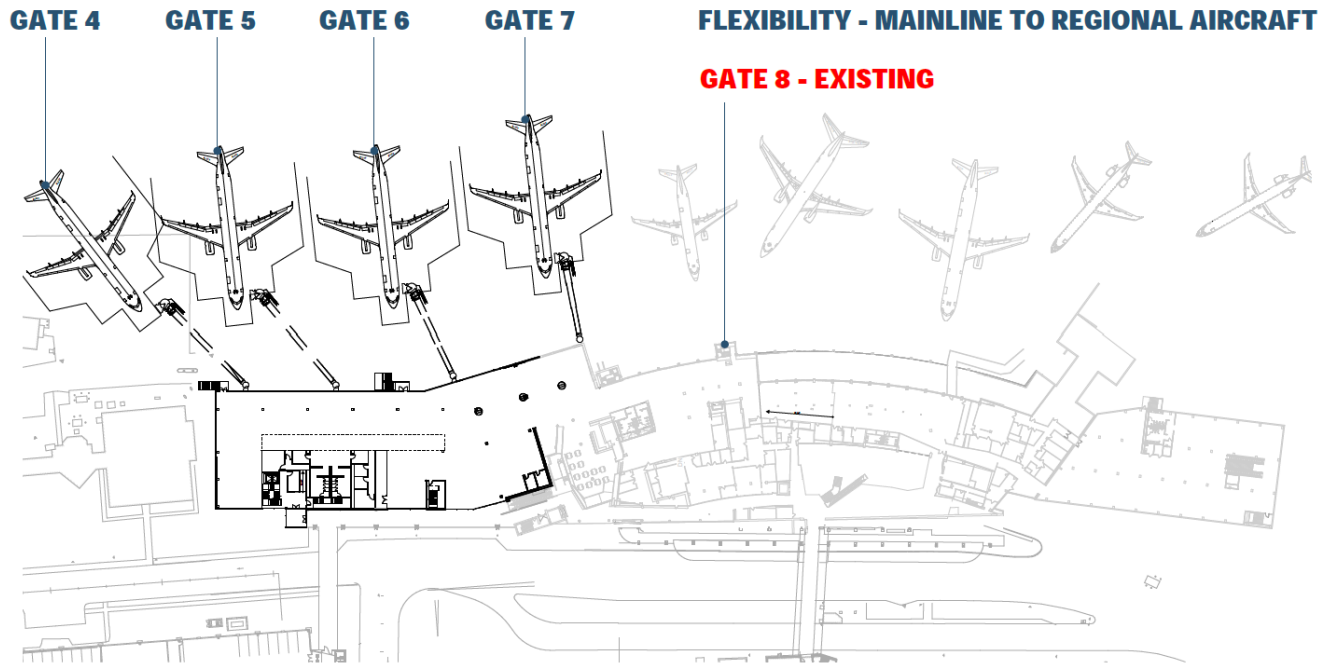 GATE 4 GATE 5 GATE 6 GATE 7 FLEXIBILITY - MAINLINE TO REGIONAL AIRCRAFT
GATE 8 - EXISTING